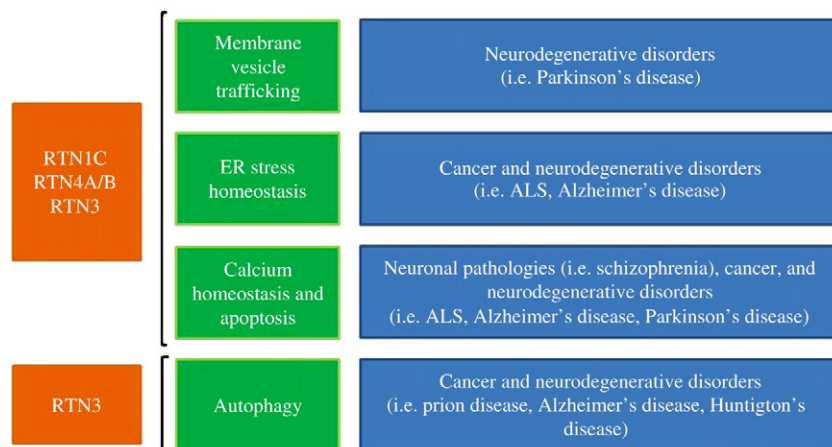 Membrane
vesicle
trafficking
Neurodegenerative disorders
(i.e. Parkinson’s disease)
RTN1C
RTN4A/B
RTN3
ER stress
homeostasis
Cancer and neurodegenerative disorders
(i.e. ALS, Alzheimer’s disease)
Calcium
homeostasis and
apoptosis
Neuronal pathologies (i.e. schizophrenia), cancer, and
neurodegenerative disorders
(i.e. ALS, Alzheimer’s disease, Parkinson’s disease)
RTN3
Autophagy
Cancer and neurodegenerative disorders
(i.e. prion disease, Alzheimer’s disease, Huntigton’s
disease)